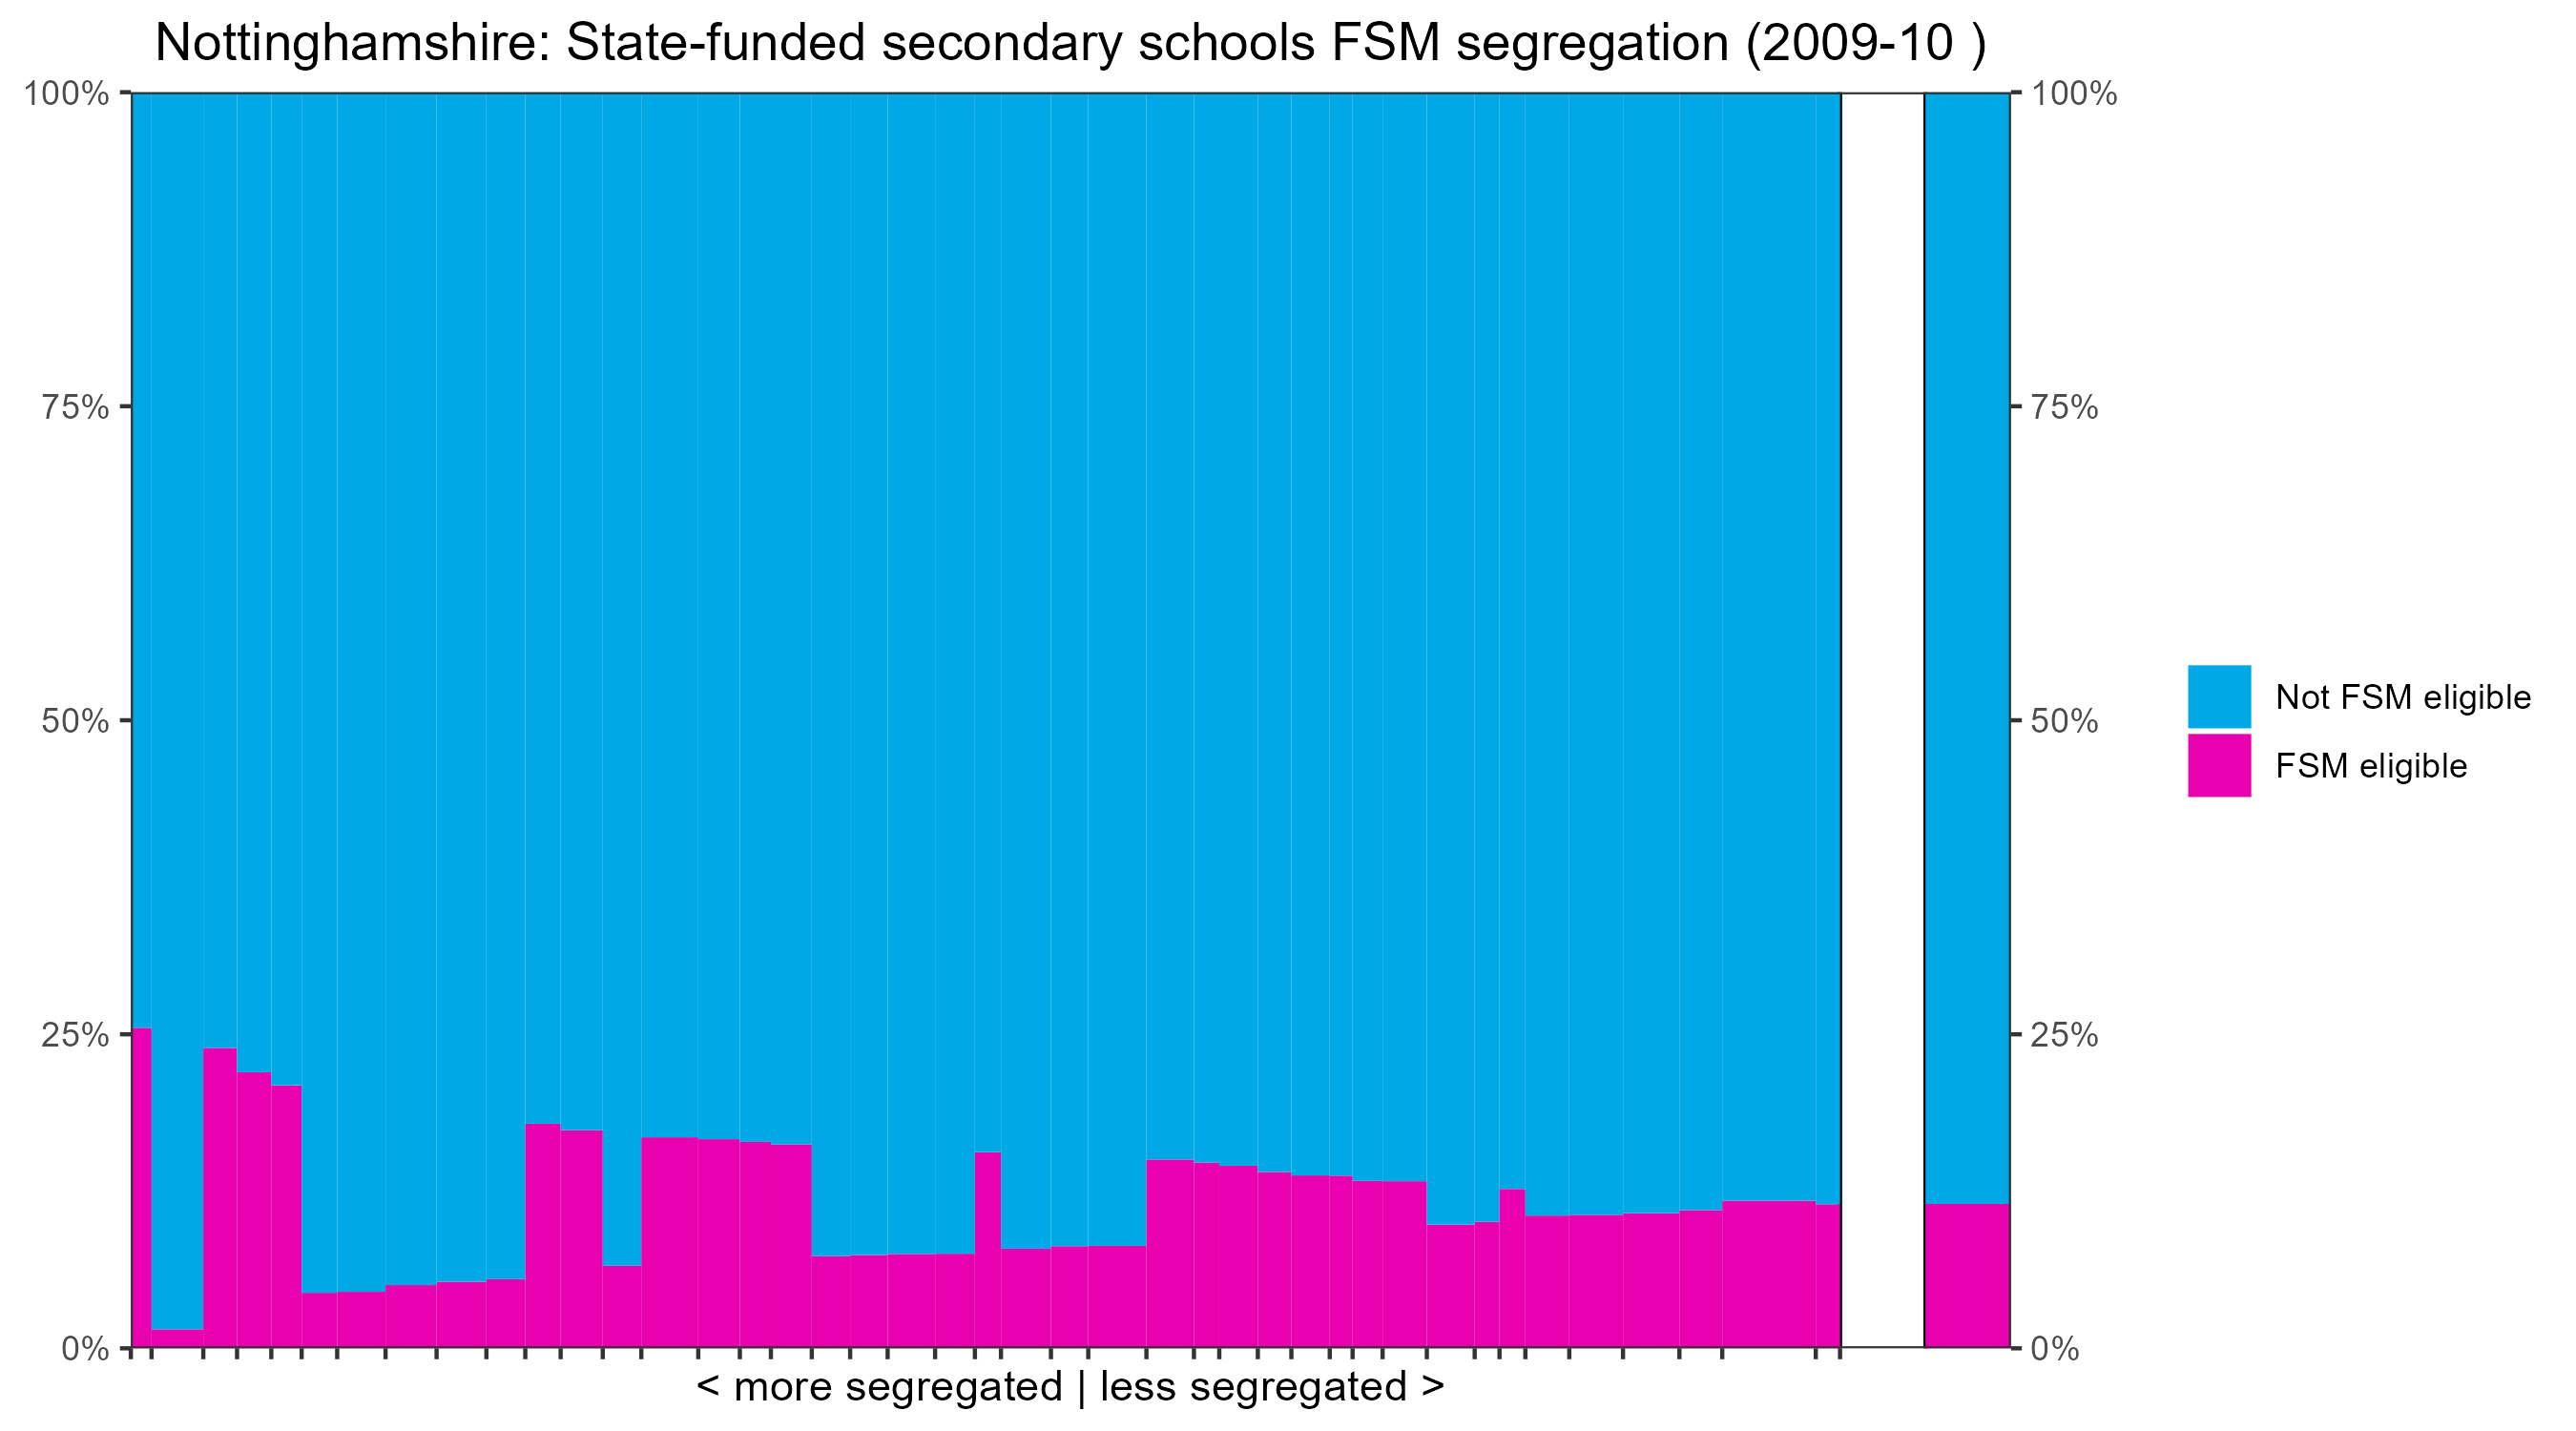 Nottinghamshire: State-funded secondary schools FSM segregation (2009-10 )
100%
75%
50%
25%
0%
100%
75%
50%
25%
0%
Not FSM eligible
FSM eligible
< more segregated | less segregated >